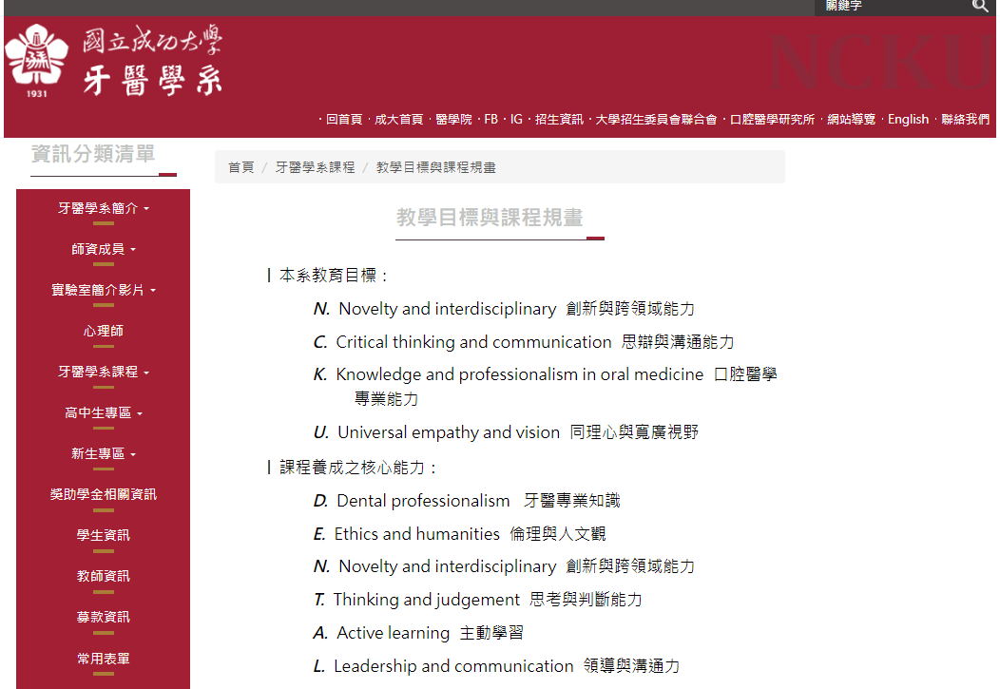 關鍵字
國立成功大學
牙醫學系
1931
NCKU
·回首頁 ·成大首頁 ·醫學院 ·FB ·IG ·招生資訊 ·大學招生委員會聯合會 ·口腔醫學研究所 ·網站導覽 ·English ·聯絡我們
資訊分類清單
牙醫學系簡介
師資成員
實驗室簡介影片
心理師
牙醫學系課程
高中生專區
新生專區
獎助學金相關資訊
學生資訊
教師資訊
募款資訊
常用表單
首頁 / 牙醫學系課程 / 教學目標與課程規畫
教學目標與課程規畫
本系教育目標：
N. Novelty and interdisciplinary 創新與跨領域能力
C. Critical thinking and communication 思辯與溝通能力
K. Knowledge and professionalism in oral medicine 口腔醫學
專業能力
U. Universal empathy and vision 同理心與寬廣視野
課程養成之核心能力：
D. Dental professionalism 牙醫專業知識
E. Ethics and humanities 倫理與人文觀
N. Novelty and interdisciplinary 創新與跨領域能力
T. Thinking and judgement 思考與判斷能力
A. Active learning 主動學習
L. Leadership and communication 領導與溝通力